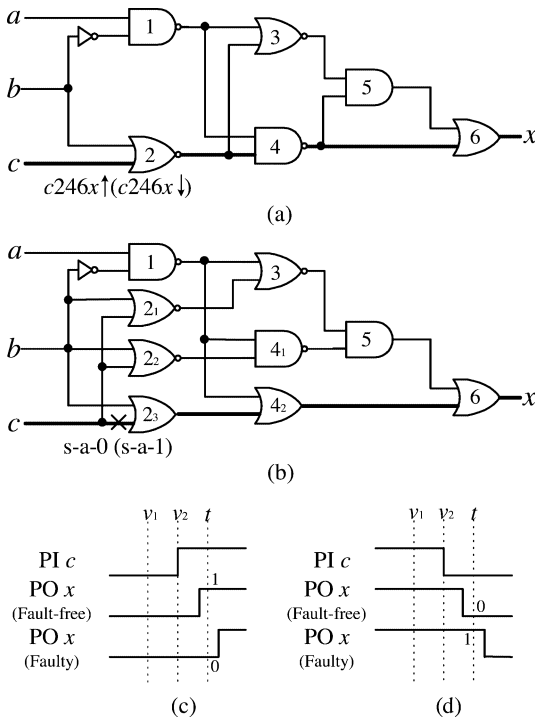 a
1
3
b
5
2
4
6
x
c
c246x↑(c246x↓)
(a)
a
1
3
2₁
b
2₂
4₁
5
c
2₃
4₂
6
x
s-a-0 (s-a-1)
(b)
v₁ v₂ t
PI c
PO x
1
(Fault-free)
PO x
(Faulty)
0
(c)
v₁ v₂ t
PI c
PO x
0
(Fault-free)
PO x
1
(Faulty)
(d)